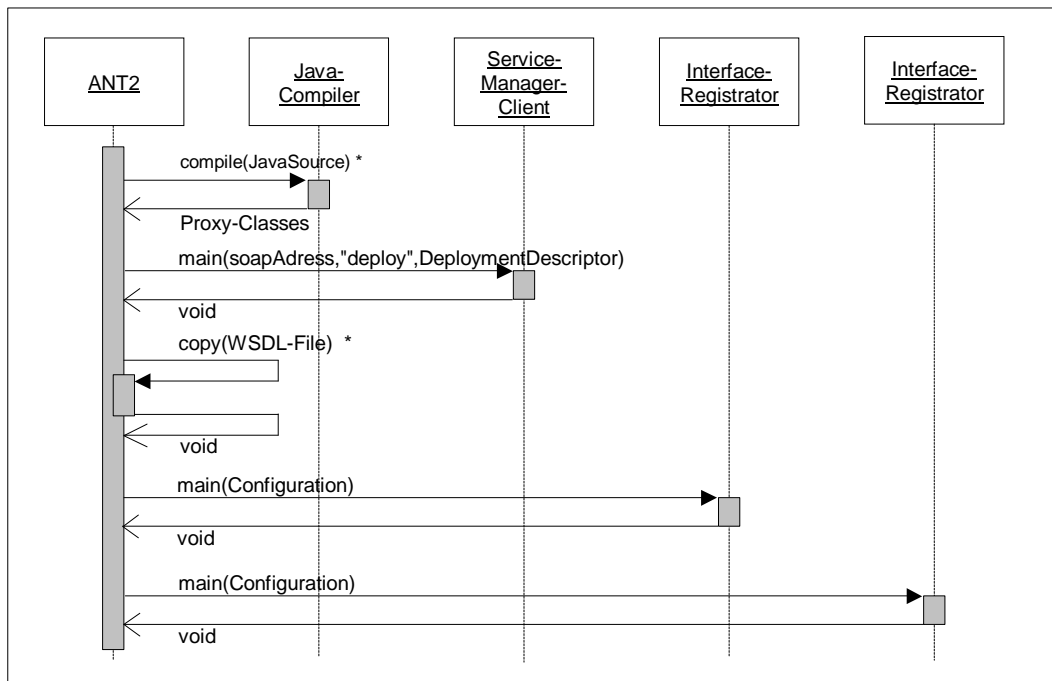 ANT2
Java-
Compiler
Service-
Manager-
Client
Interface-
Registrator
Interface-
Registrator
compile(JavaSource) *
Proxy-Classes
main(soapAdress,"deploy",DeploymentDescriptor)
void
copy(WSDL-File) *
void
main(Configuration)
void
main(Configuration)
void